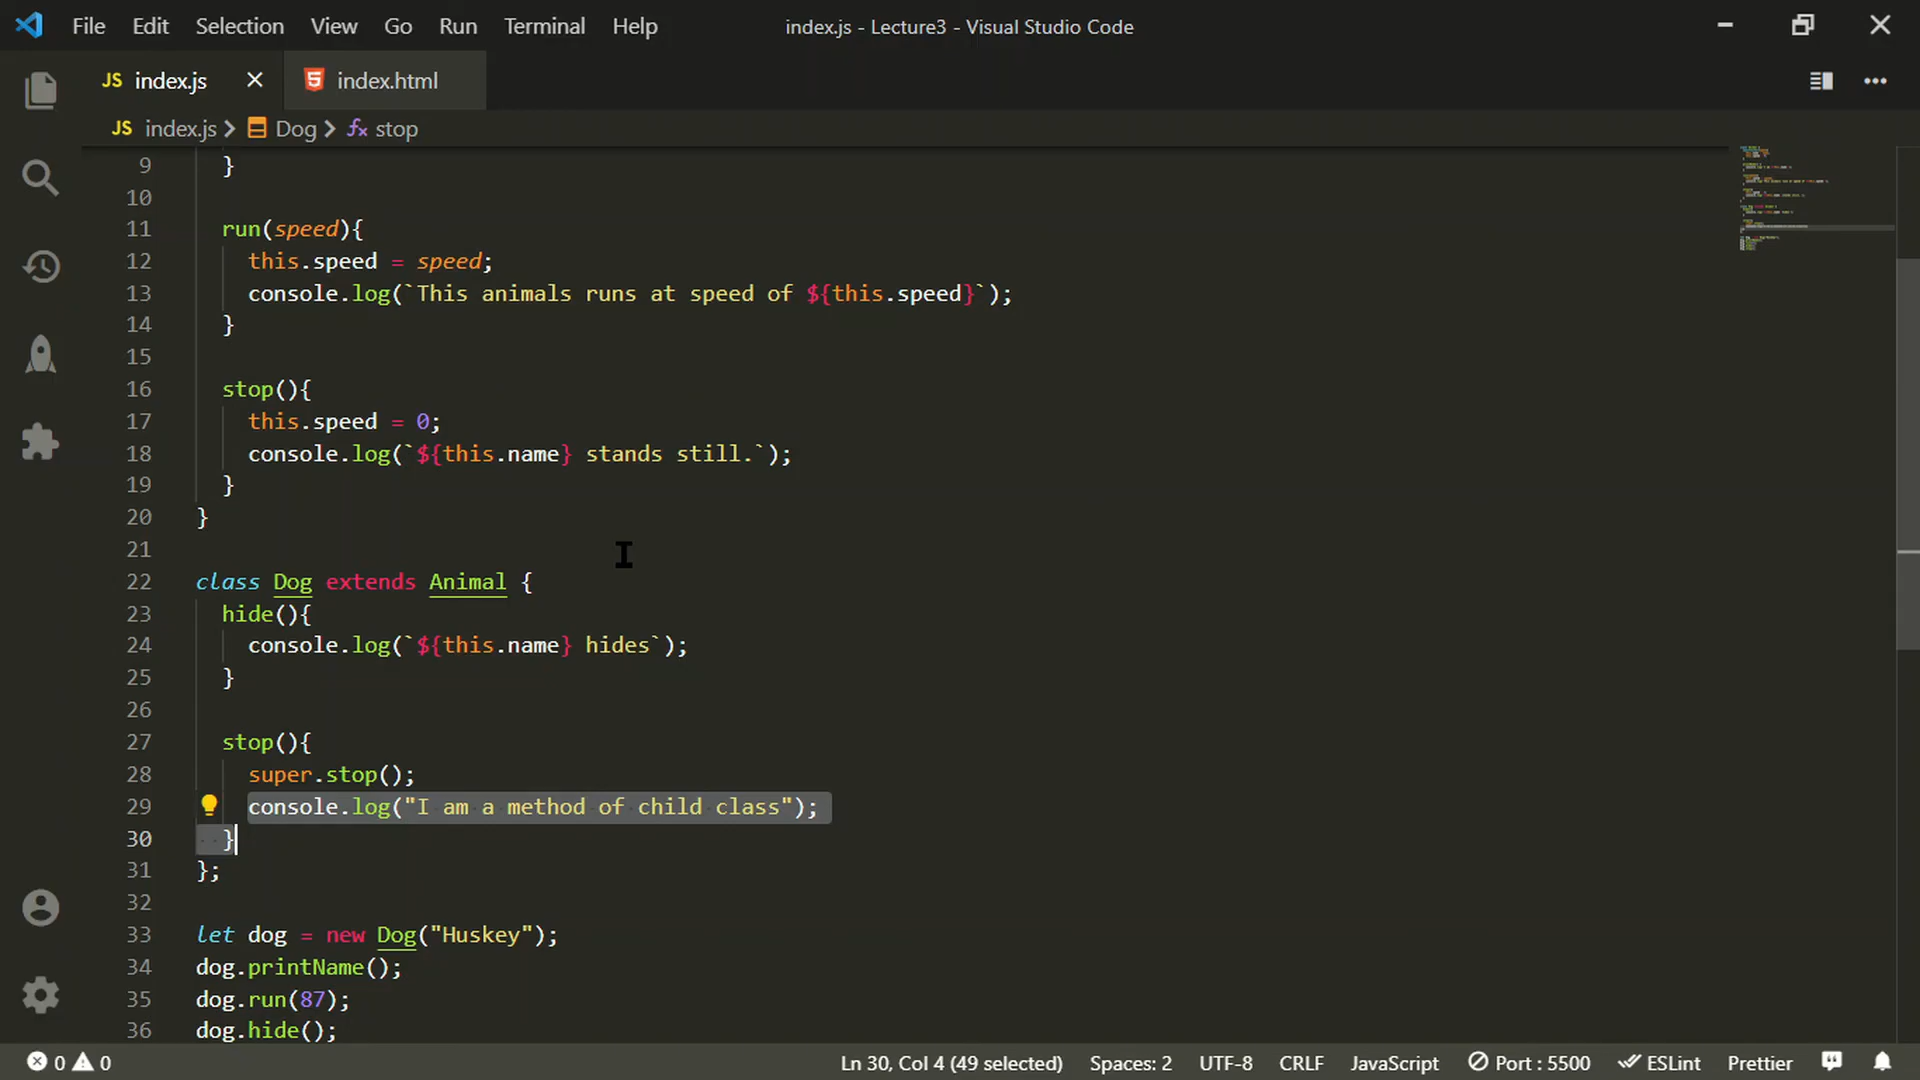 File Edit Selection View Go Run Terminal Help index.js - Lecture3 - Visual Studio Code
JS index.js index.html
JS index.js > Dog > stop
9 }
10
11 run(speed){
12 this.speed = speed;
13 console.log(`This animals runs at speed of ${this.speed}`);
14 }
15
16 stop(){
17 this.speed = 0;
18 console.log(`${this.name} stands still.`);
19 }
20 }
21
22 class Dog extends Animal {
23 hide(){
24 console.log(`${this.name} hides`);
25 }
26
27 stop(){
28 super.stop();
29 console.log("I am a method of child class");
30 }
31 };
32
33 let dog = new Dog("Huskey");
34 dog.printName();
35 dog.run(87);
36 dog.hide();
0 0 Ln 30, Col 4 (49 selected) Spaces: 2 UTF-8 CRLF JavaScript Port : 5500 ESLint Prettier